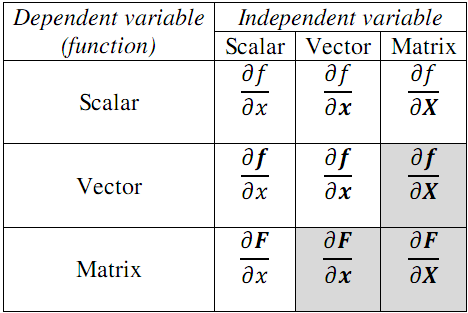 Dependent variable Independent variable
(function) Scalar Vector Matrix
Scalar ∂f/∂x ∂f/∂𝒙 ∂f/∂𝑿
Vector ∂𝒇/∂x ∂𝒇/∂𝒙 ∂𝒇/∂𝑿
Matrix ∂𝑭/∂x ∂𝑭/∂𝒙 ∂𝑭/∂𝑿